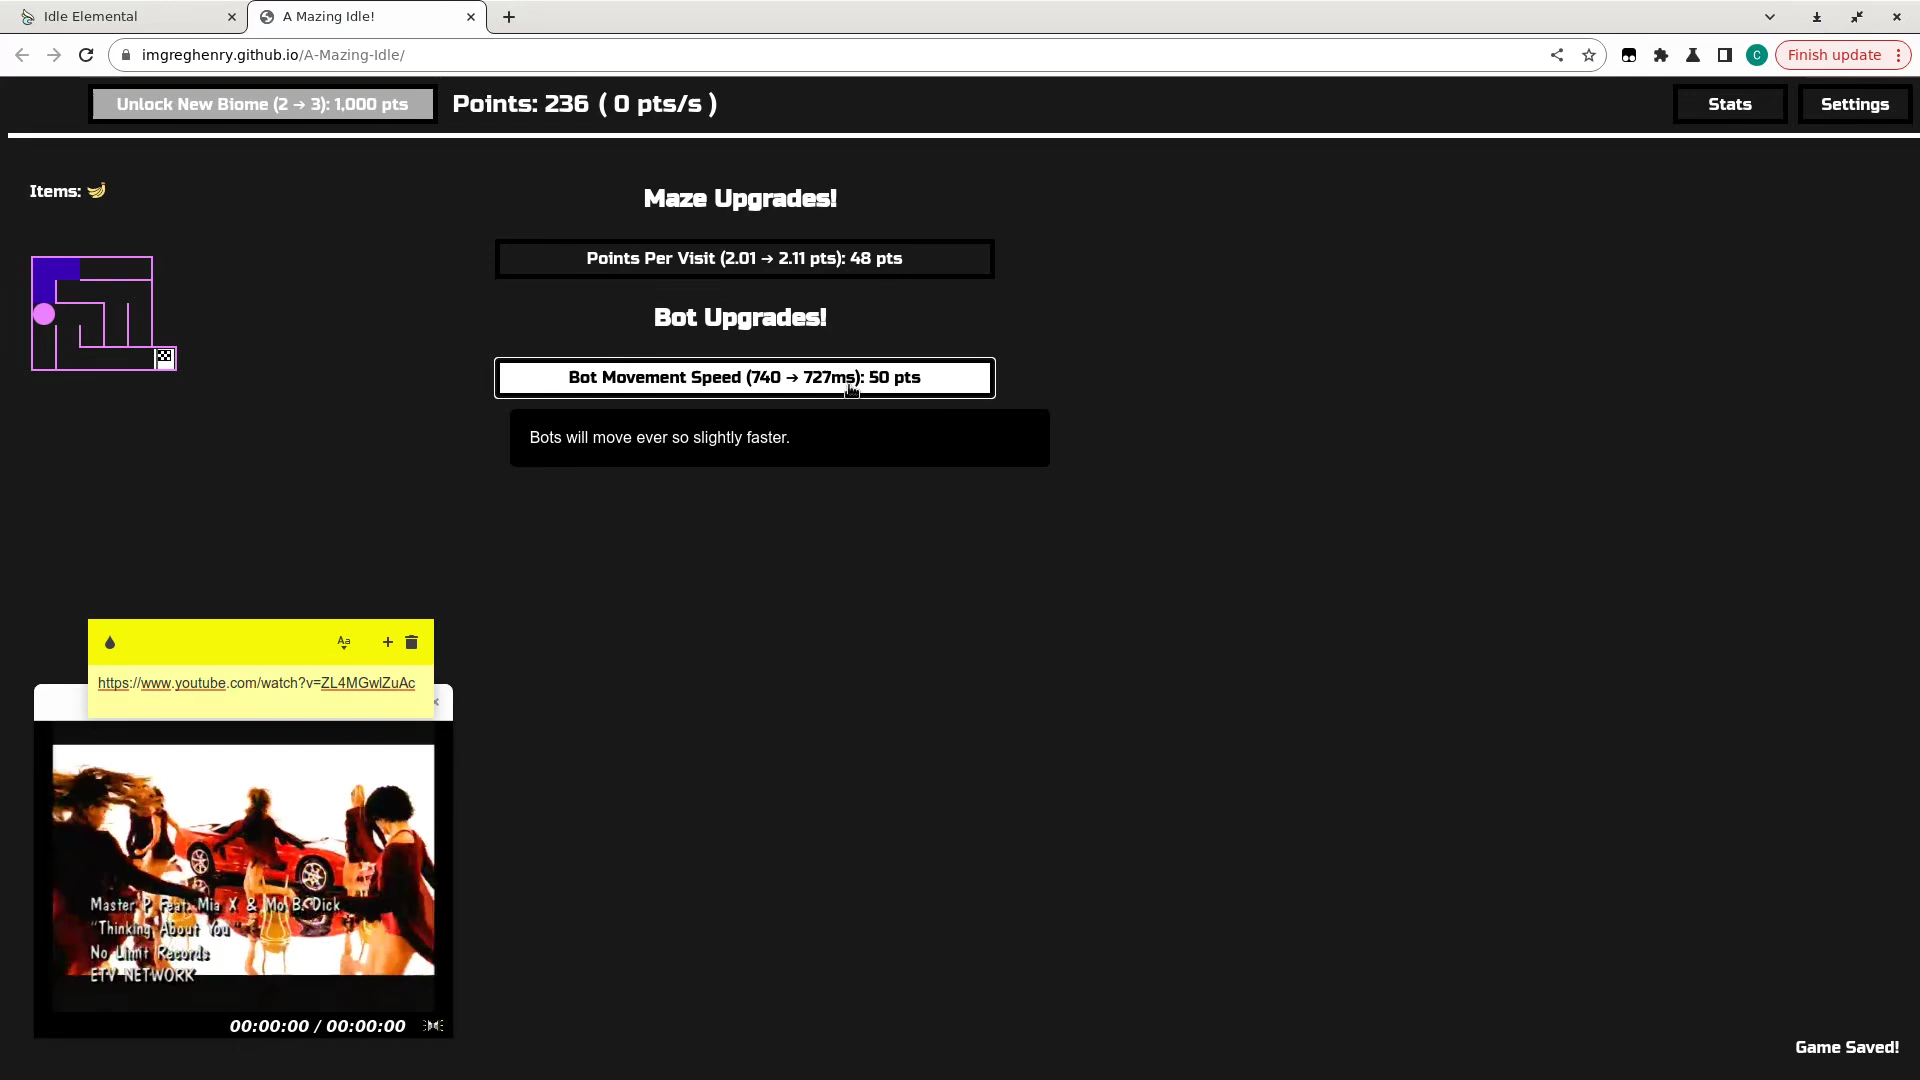 Idle Elemental
A Mazing Idle!
imgreghenry.github.io/A-Mazing-Idle/
C
Finish update
Unlock New Biome (2 → 3): 1,000 pts
Points: 236 ( 0 pts/s )
Stats
Settings
Items:
Maze Upgrades!
Points Per Visit (2.01 → 2.11 pts): 48 pts
Bot Upgrades!
Bot Movement Speed (740 → 727ms): 50 pts
Bots will move ever so slightly faster.
Aa
https://www.youtube.com/watch?v=ZL4MGwlZuAc
Master P Feat. Mia X & Mo B. Dick
"Thinking About You"
No Limit Records
ETV NETWORK
00:00:00 / 00:00:00
Game Saved!